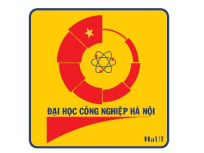 ĐẠI HỌC CÔNG NGHIỆP HÀ NỘI
HaUI